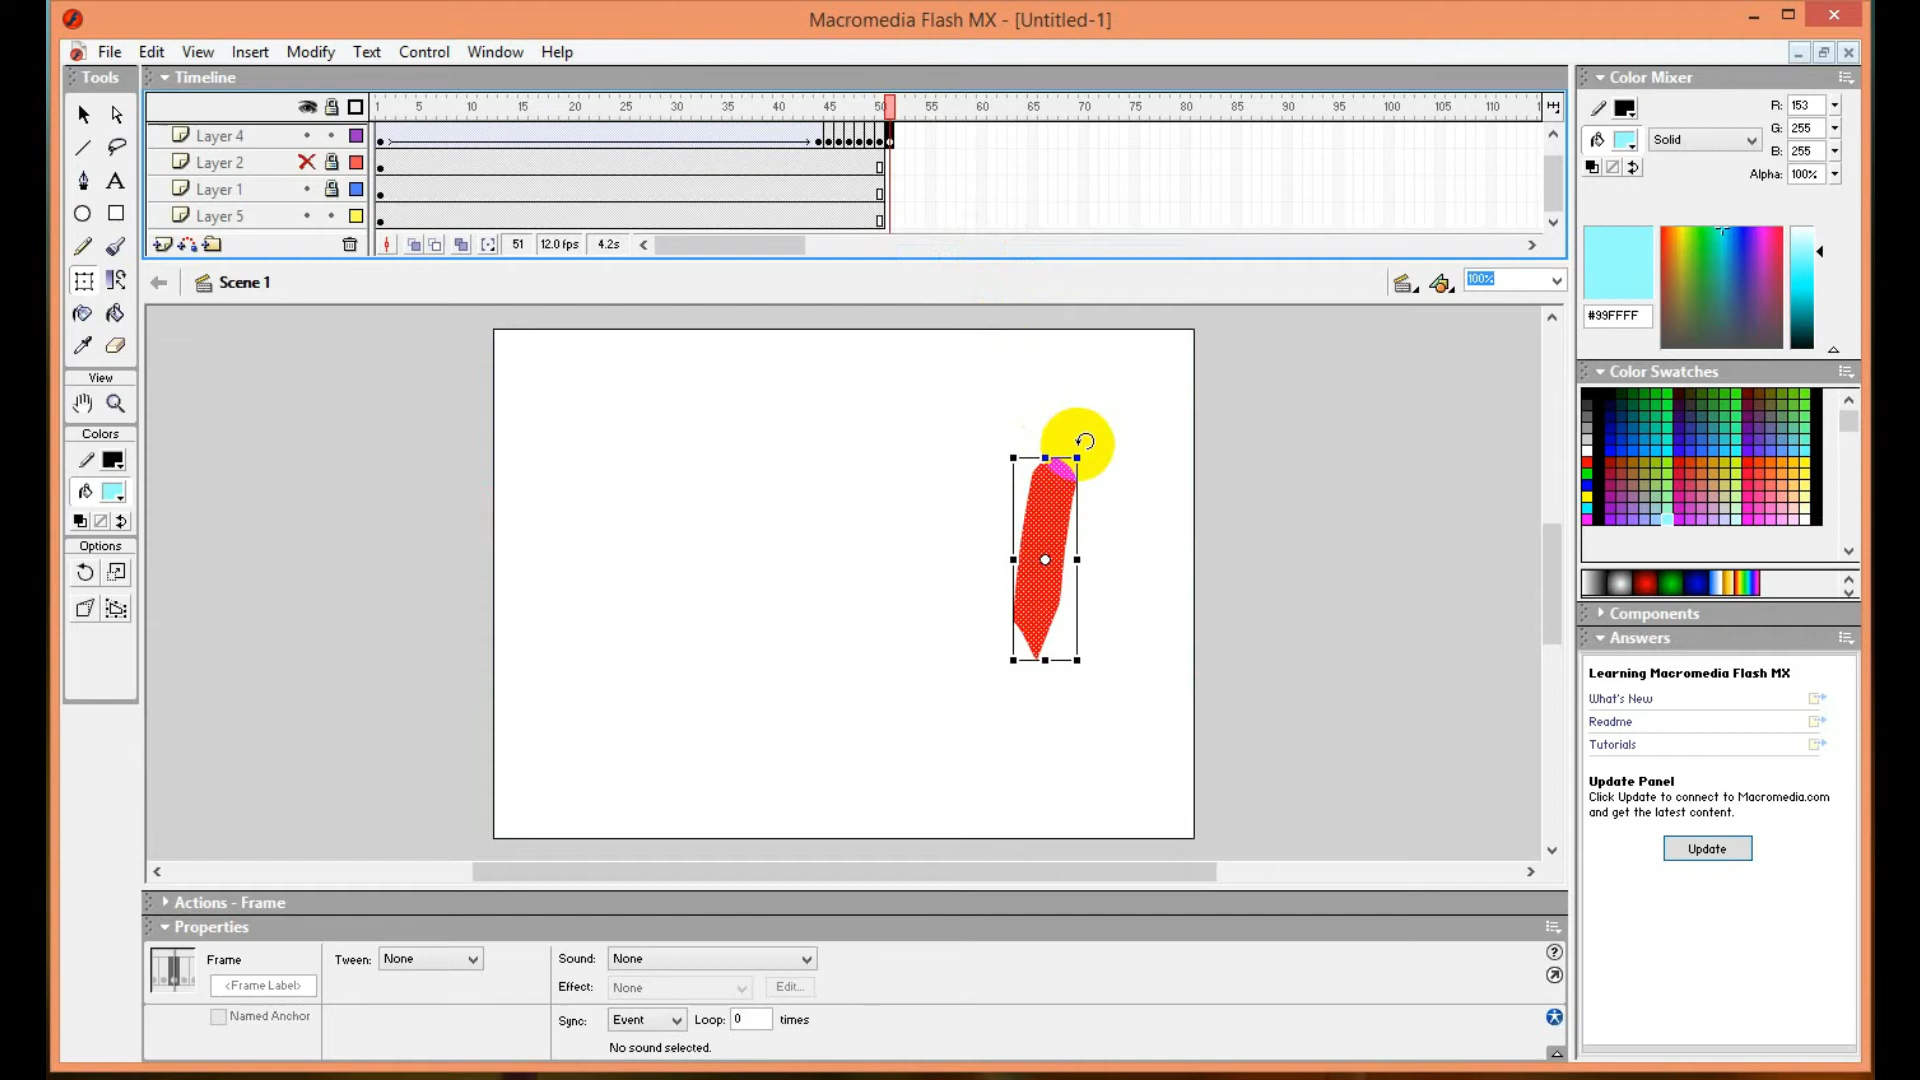 Macromedia Flash MX - [Untitled-1]
File Edit View Insert Modify Text Control Window Help
Tools
Timeline
Color Mixer
1 5 10 15 20 25 30 35 40 45 50 55 60 65 70 75 80 85 90 95 100 105 110
R: 153
G: 255
B: 255
Solid
Alpha: 100%
Layer 4
Layer 2
Layer 1
Layer 5
51 12.0 fps 4.2s
Scene 1
100%
#99FFFF
View
Color Swatches
Colors
Options
Components
Answers
Learning Macromedia Flash MX
What's New
Readme
Tutorials
Update Panel
Click Update to connect to Macromedia.com
and get the latest content.
Update
Actions - Frame
Properties
Frame
<Frame Label>
Named Anchor
Tween: None
Sound: None
Effect: None Edit...
Sync: Event Loop: 0 times
No sound selected.